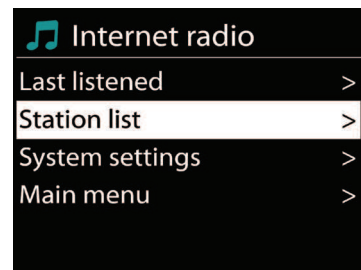 Internet radio
Last listened >
Station list >
System settings >
Main menu >